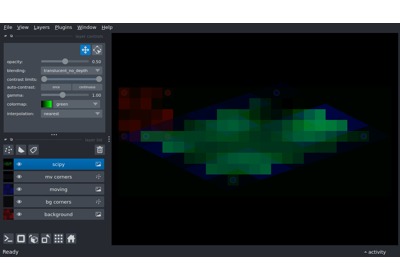 File View Layers Plugins Window Help
opacity: 0.50
blending: translucent_no_depth
contrast limits:
auto-contrast: once continuous
gamma: 1.00
colormap: green
interpolation: nearest
scipy
mv corners
moving
bg corners
background
Ready activity